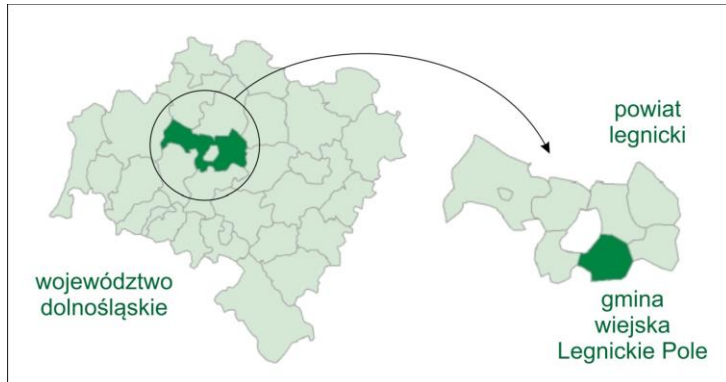 województwo
dolnośląskie
powiat
legnicki
gmina
wiejska
Legnickie Pole